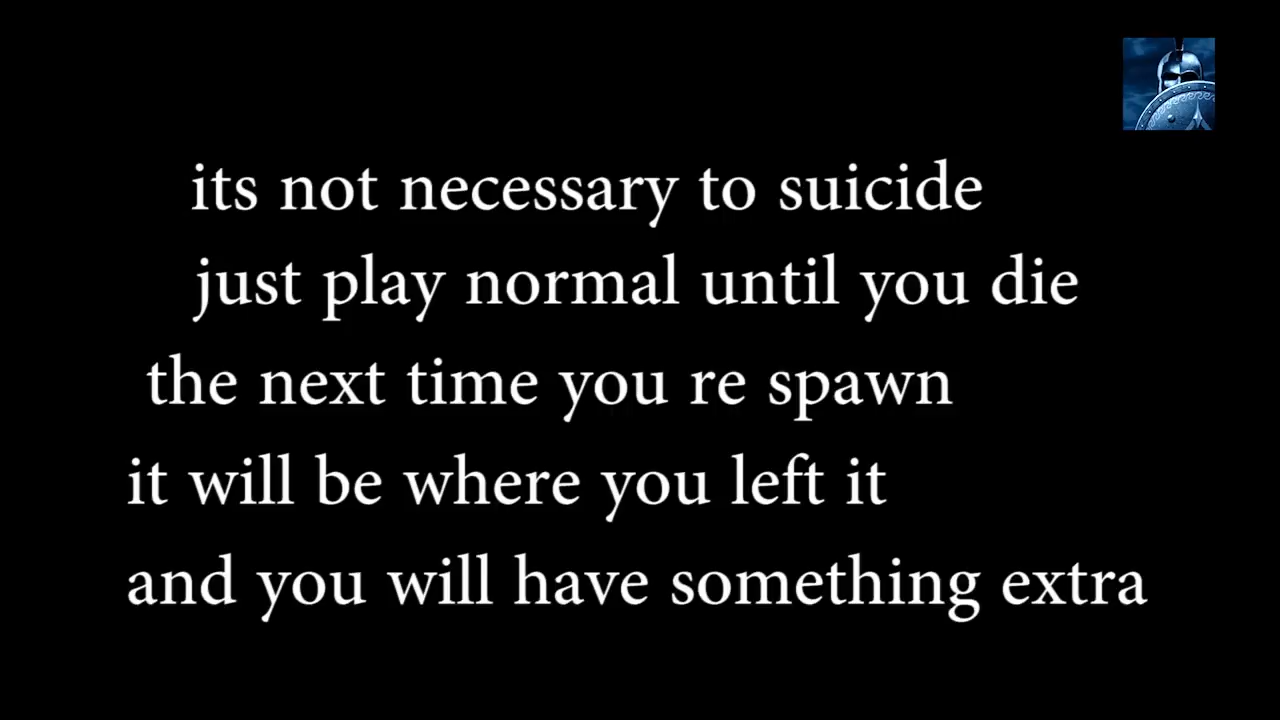 its not necessary to suicide
just play normal until you die
the next time you re spawn
it will be where you left it
and you will have something extra